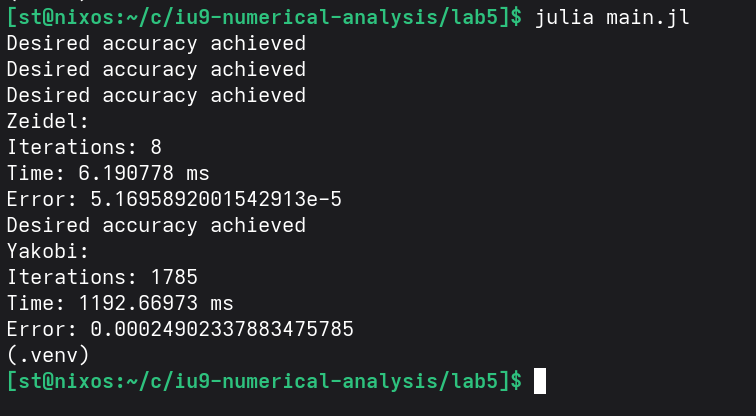 [st@nixos:~/c/iu9-numerical-analysis/lab5]$ julia main.jl
Desired accuracy achieved
Desired accuracy achieved
Desired accuracy achieved
Zeidel:
Iterations: 8
Time: 6.190778 ms
Error: 5.1695892001542913e-5
Desired accuracy achieved
Yakobi:
Iterations: 1785
Time: 1192.66973 ms
Error: 0.00024902337883475785
(.venv)
[st@nixos:~/c/iu9-numerical-analysis/lab5]$